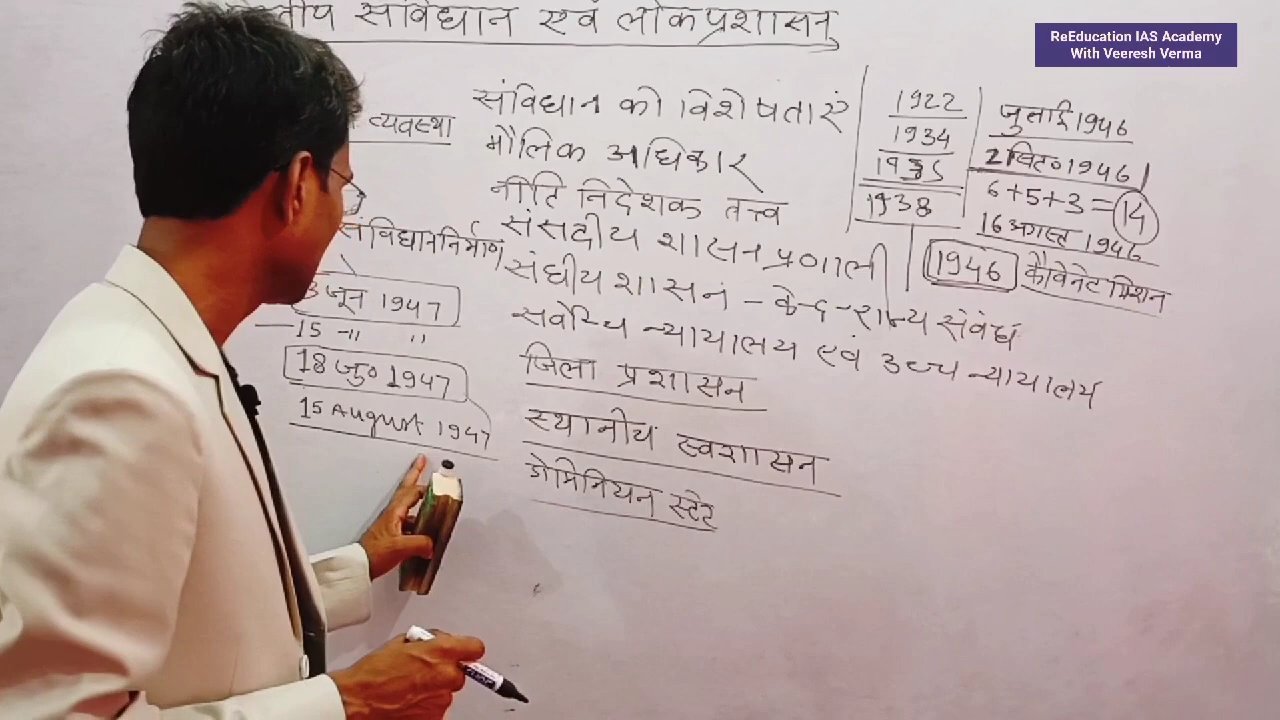 संविधान एवं लोकप्रशासन
ReEducation IAS Academy
With Veeresh Verma
व्यवस्था
संविधान निर्माण
3 जून 1947
15 -॥ ॥
18 जु० 1947
15 August 1947
संविधान की विशेषताएं
मौलिक अधिकार
नीति निदेशक तत्त्व
संसदीय शासन प्रणाली
संघीय शासन - केन्द्र-राज्य संबंध
सर्वोच्च न्यायालय एवं उच्च न्यायालय
जिला प्रशासन
स्थानीय स्वशासन
डोमिनियन स्टेट
1922
1934
1935
1938
जुलाई 1946
2 सित० 1946
6+5+3=14
16 अगस्त 1946
1946 कैबिनेट मिशन